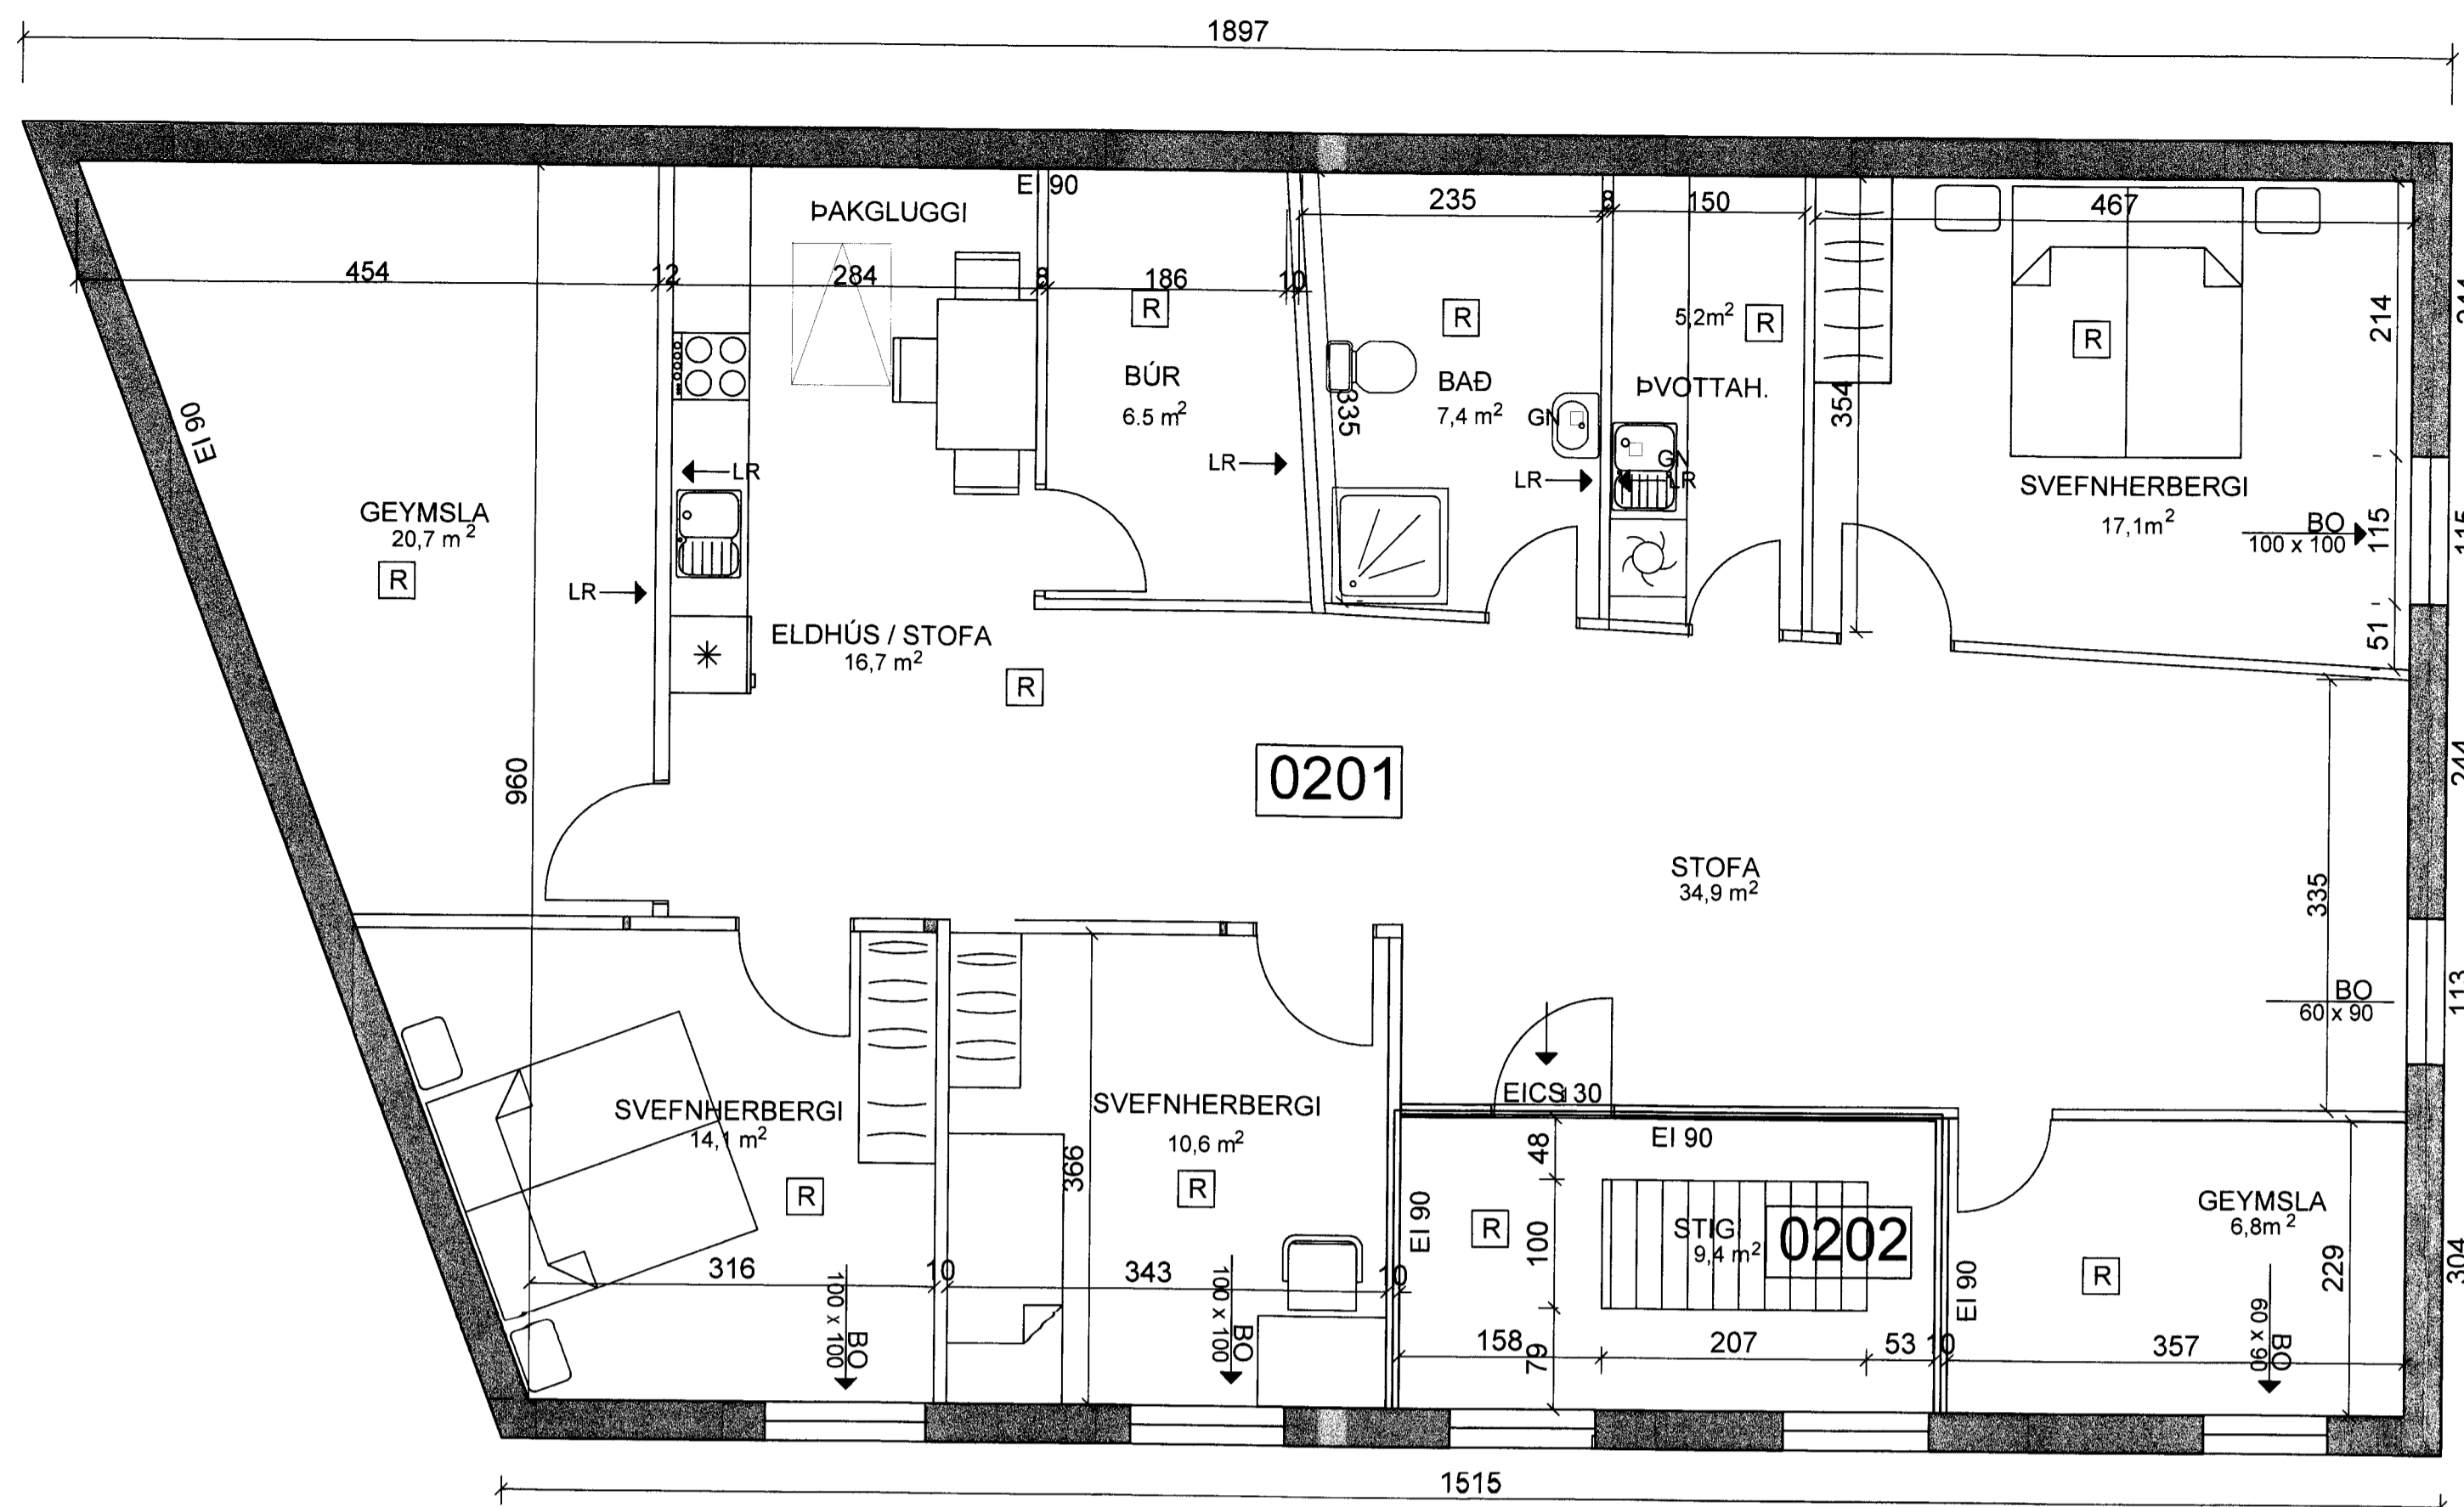 1897
EI 90
ÞAKGLUGGI
235
8
150
467
454
12
284
8
186
10
R
R
5,2m²
R
R
214
244
EI 90
BÚR
6.5 m²
335
BAÐ
7,4 m²
GN
ÞVOTTAH.
354
LR
LR
LR
GN
LR
SVEFNHERBERGI
17,1m²
BO
100 x 100
115
115
GEYMSLA
20,7 m²
R
LR
ELDHÚS / STOFA
16,7 m²
R
51
960
0201
244
STOFA
34,9 m²
335
BO
60 x 90
113
SVEFNHERBERGI
14,1 m²
R
SVEFNHERBERGI
10,6 m²
R
366
EICS 30
EI 90
48
EI 90
R
100
STIGI
9,4 m²
0202
GEYMSLA
6,8m²
R
229
304
EI 90
316
10
343
10
BO
100 x 100
BO
100 x 100
158
79
207
53
10
357
BO
60 x 90
1515